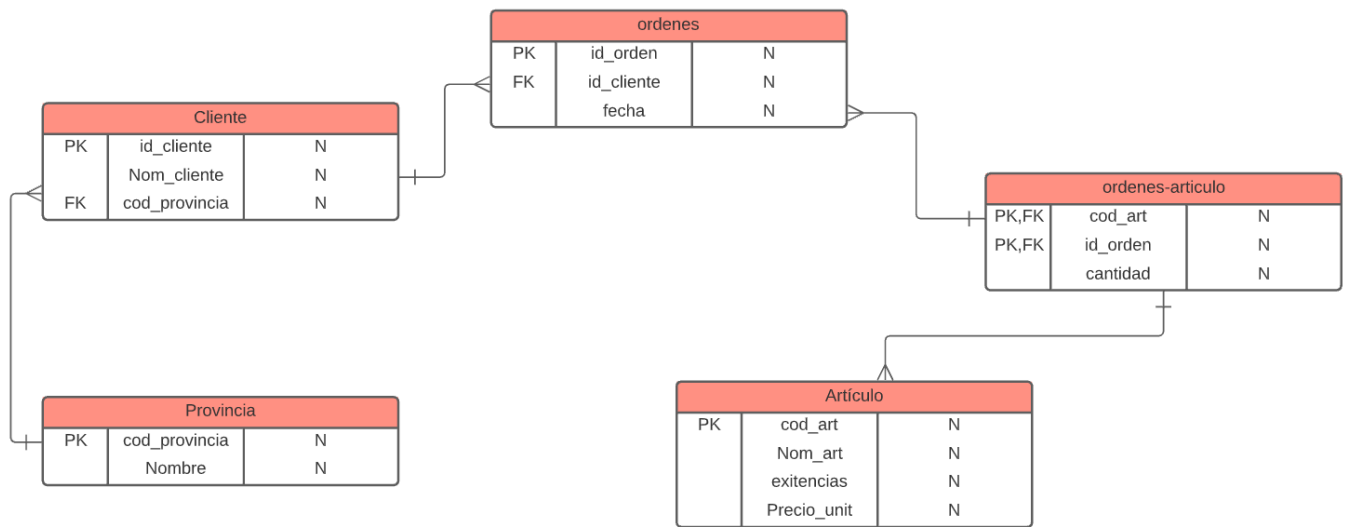 ordenes
PK id_orden N
FK id_cliente N
fecha N
Cliente
PK id_cliente N
Nom_cliente N
FK cod_provincia N
ordenes-articulo
PK,FK cod_art N
PK,FK id_orden N
cantidad N
Provincia
PK cod_provincia N
Nombre N
Artículo
PK cod_art N
Nom_art N
exitencias N
Precio_unit N